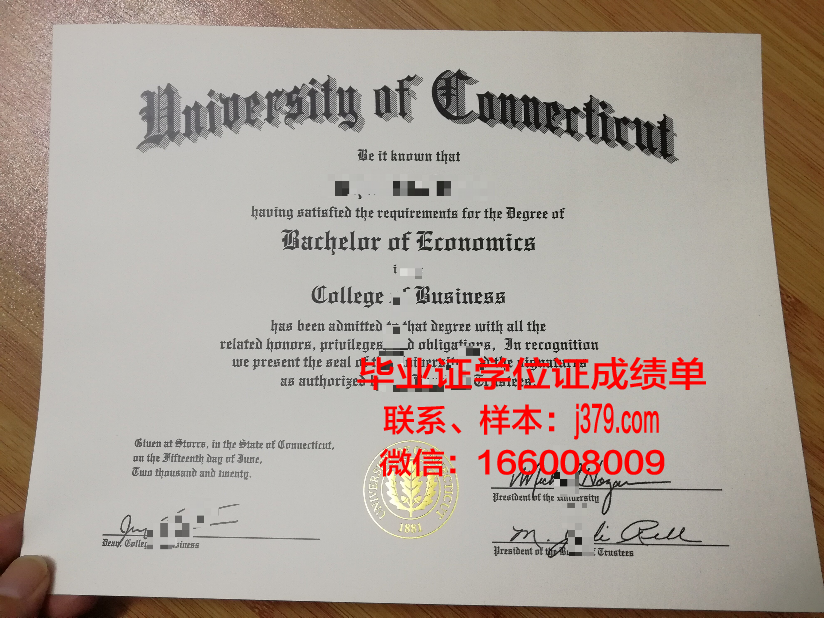 University of Connecticut
Be it known that
having satisfied the requirements for the Degree of
Bachelor of Economics
College Business
has been admitted that degree with all the
related honors, privileges obligations, In recognition
we present the seal of signatures
as authorized Trustees.
毕业证学位证成绩单
联系、样本：j379.com
微信：166008009
Given at Storrs, in the State of Connecticut,
on the Fifteenth day of June,
Two thousand and twenty.
1881
President of the University
Dean,
President of the Trustees